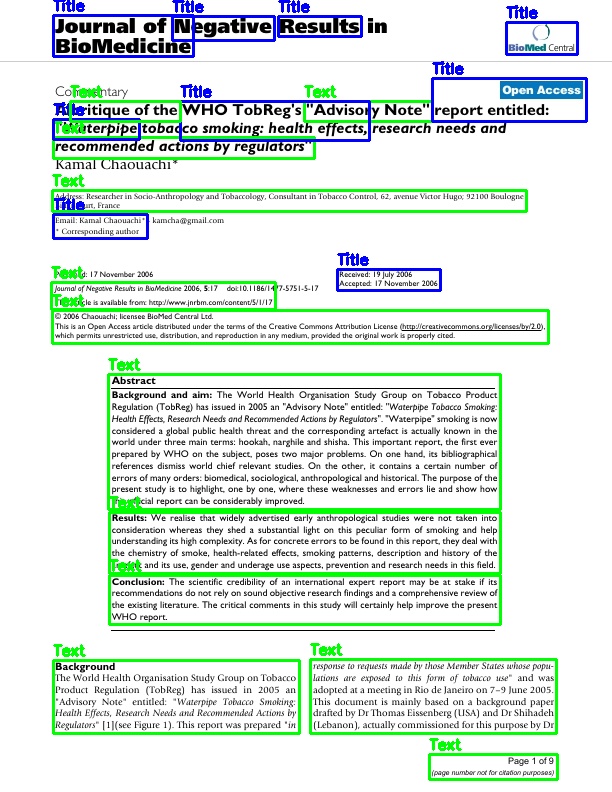 Title Title Title Title
Journal of Negative Results in
BioMedicine
BioMed Central
Title
Commentary
Text Title Text
Open Access
Title
A critique of the WHO TobReg's "Advisory Note" report entitled:
Text
"Waterpipe tobacco smoking: health effects, research needs and
recommended actions by regulators"
Kamal Chaouachi*
Text
Address: Researcher in Socio-Anthropology and Tobaccology, Consultant in Tobacco Control, 62, avenue Victor Hugo; 92100 Boulogne
France
Title
Email: Kamal Chaouachi* - kamcha@gmail.com
* Corresponding author
Title
Text
17 November 2006
Received: 19 July 2006
Accepted: 17 November 2006
Journal of Negative Results in BioMedicine 2006, 5:17 doi:10.1186/1477-5751-5-17
Text
article is available from: http://www.jnrbm.com/content/5/1/17
© 2006 Chaouachi; licensee BioMed Central Ltd.
This is an Open Access article distributed under the terms of the Creative Commons Attribution License (http://creativecommons.org/licenses/by/2.0),
which permits unrestricted use, distribution, and reproduction in any medium, provided the original work is properly cited.
Text
Abstract
Background and aim: The World Health Organisation Study Group on Tobacco Product
Regulation (TobReg) has issued in 2005 an "Advisory Note" entitled: "Waterpipe Tobacco Smoking:
Health Effects, Research Needs and Recommended Actions by Regulators". "Waterpipe" smoking is now
considered a global public health threat and the corresponding artefact is actually known in the
world under three main terms: hookah, narghile and shisha. This important report, the first ever
prepared by WHO on the subject, poses two major problems. On one hand, its bibliographical
references dismiss world chief relevant studies. On the other, it contains a certain number of
errors of many orders: biomedical, sociological, anthropological and historical. The purpose of the
present study is to highlight, one by one, where these weaknesses and errors lie and show how
Text
report can be considerably improved.
Results: We realise that widely advertised early anthropological studies were not taken into
consideration whereas they shed a substantial light on this peculiar form of smoking and help
understanding its high complexity. As for concrete errors to be found in this report, they deal with
the chemistry of smoke, health-related effects, smoking patterns, description and history of the
Text
and its use, gender and underage use aspects, prevention and research needs in this field.
Conclusion: The scientific credibility of an international expert report may be at stake if its
recommendations do not rely on sound objective research findings and a comprehensive review of
the existing literature. The critical comments in this study will certainly help improve the present
WHO report.
Text
Background
The World Health Organisation Study Group on Tobacco
Product Regulation (TobReg) has issued in 2005 an
"Advisory Note" entitled: "Waterpipe Tobacco Smoking:
Health Effects, Research Needs and Recommended Actions by
Regulators" [1](see Figure 1). This report was prepared "in
Text
response to requests made by those Member States whose popu-
lations are exposed to this form of tobacco use" and was
adopted at a meeting in Rio de Janeiro on 7–9 June 2005.
This document is mainly based on a background paper
drafted by Dr Thomas Eissenberg (USA) and Dr Shihadeh
(Lebanon), actually commissioned for this purpose by Dr
Text
Page 1 of 9
(page number not for citation purposes)